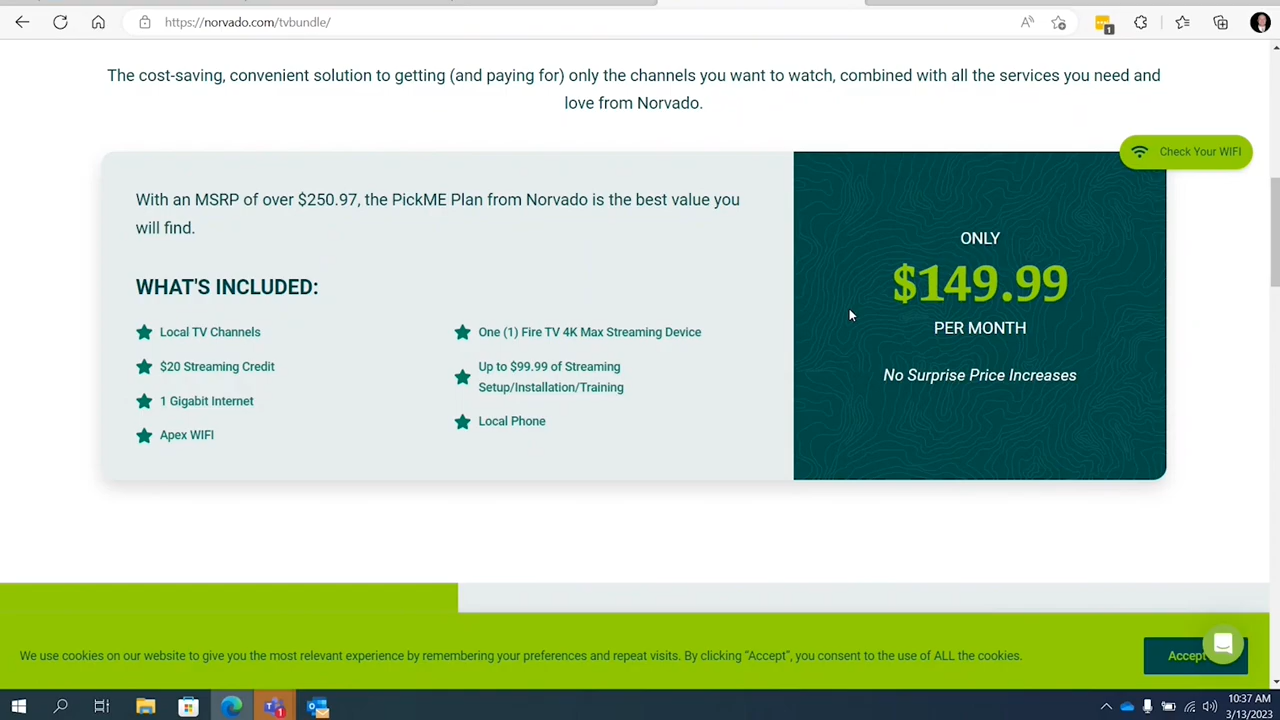 https://norvado.com/tvbundle/
1
The cost-saving, convenient solution to getting (and paying for) only the channels you want to watch, combined with all the services you need and
love from Norvado.
Check Your WIFI
With an MSRP of over $250.97, the PickME Plan from Norvado is the best value you
will find.
WHAT'S INCLUDED:
Local TV Channels
$20 Streaming Credit
1 Gigabit Internet
Apex WIFI
One (1) Fire TV 4K Max Streaming Device
Up to $99.99 of Streaming
Setup/Installation/Training
Local Phone
ONLY
$149.99
PER MONTH
No Surprise Price Increases
We use cookies on our website to give you the most relevant experience by remembering your preferences and repeat visits. By clicking “Accept”, you consent to the use of ALL the cookies.
Accept
1
10:37 AM
3/13/2023